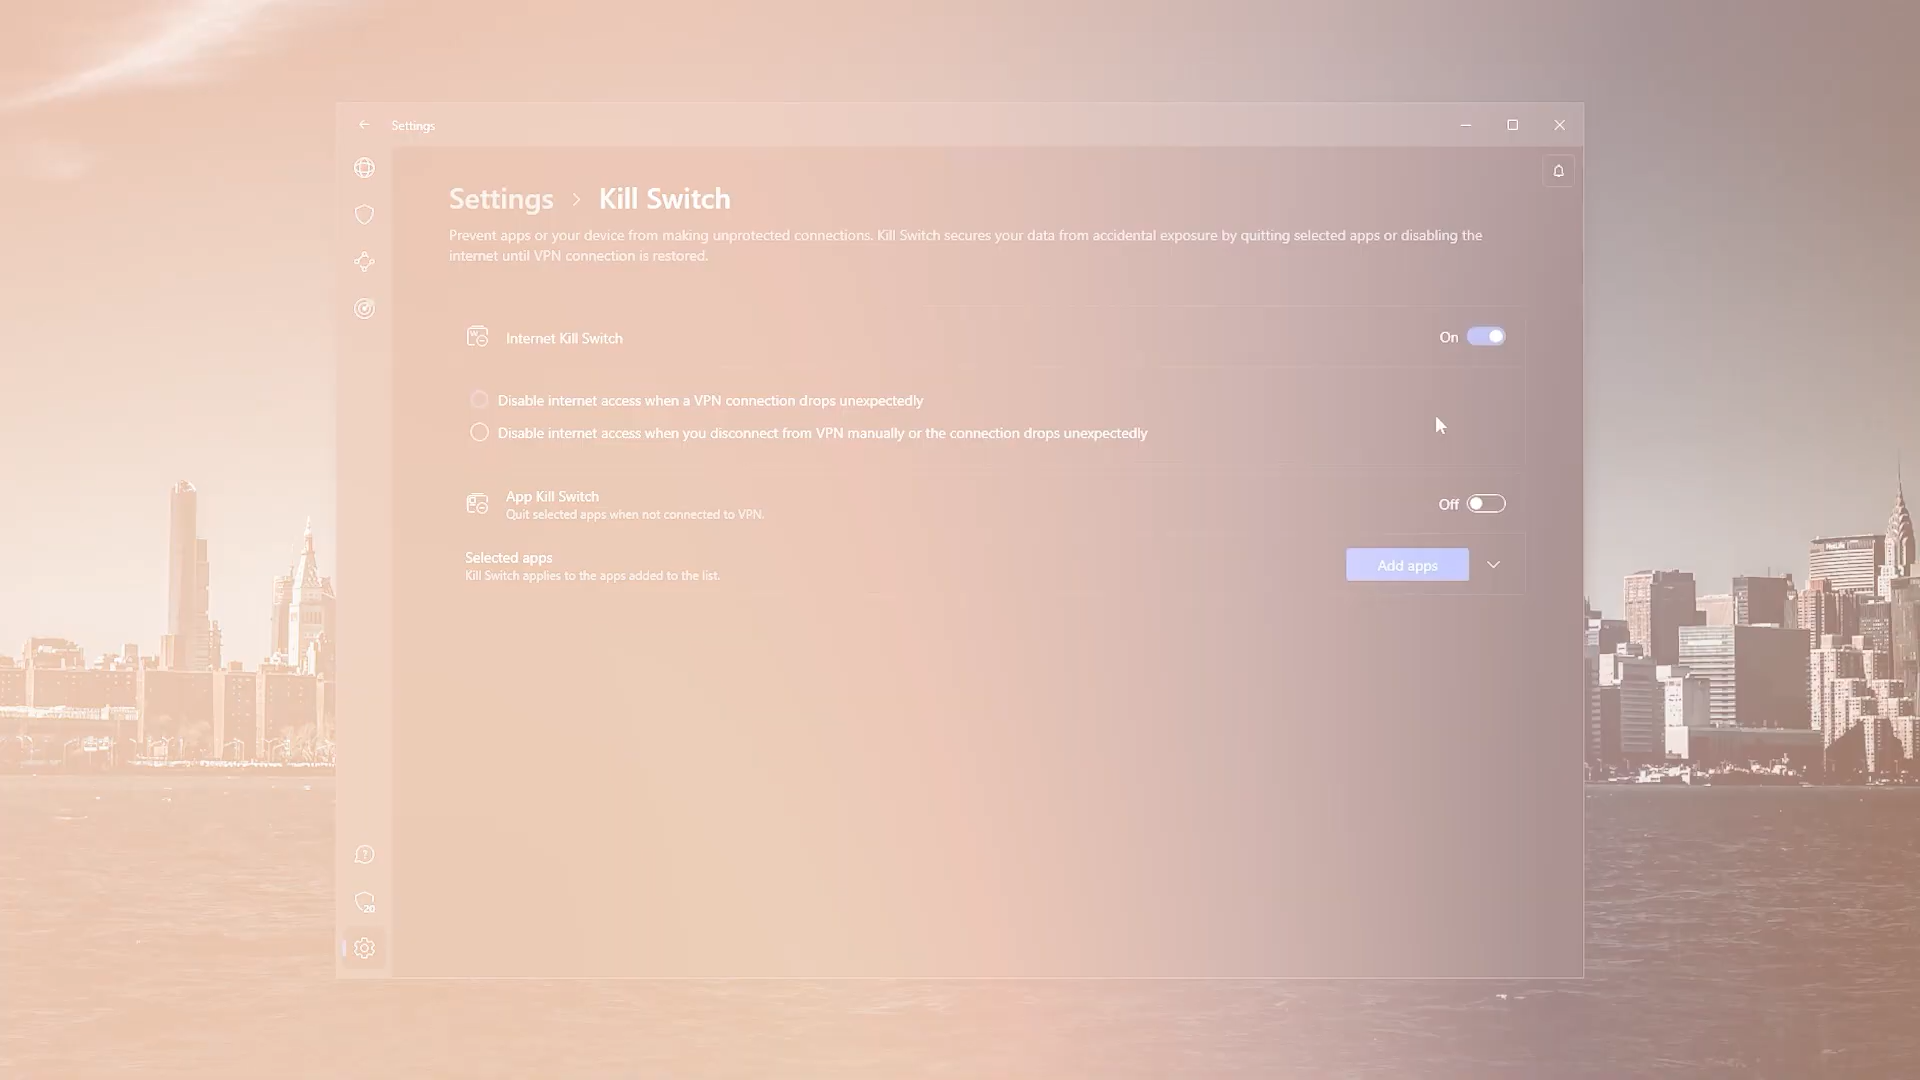 Settings
Settings > Kill Switch
Prevent apps or your device from making unprotected connections. Kill Switch secures your data from accidental exposure by quitting selected apps or disabling the
internet until VPN connection is restored.
Internet Kill Switch
On
Disable internet access when a VPN connection drops unexpectedly
Disable internet access when you disconnect from VPN manually or the connection drops unexpectedly
App Kill Switch
Off
Quit selected apps when not connected to VPN.
Selected apps
Add apps
Kill Switch applies to the apps added to the list.
MetLife
20